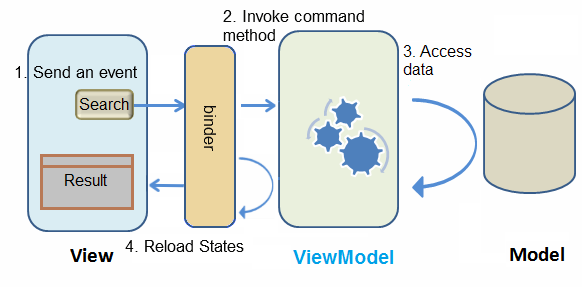 2. Invoke command
method
3. Access
data
1. Send an event
Search
binder
Result
4. Reload States
View
ViewModel
Model